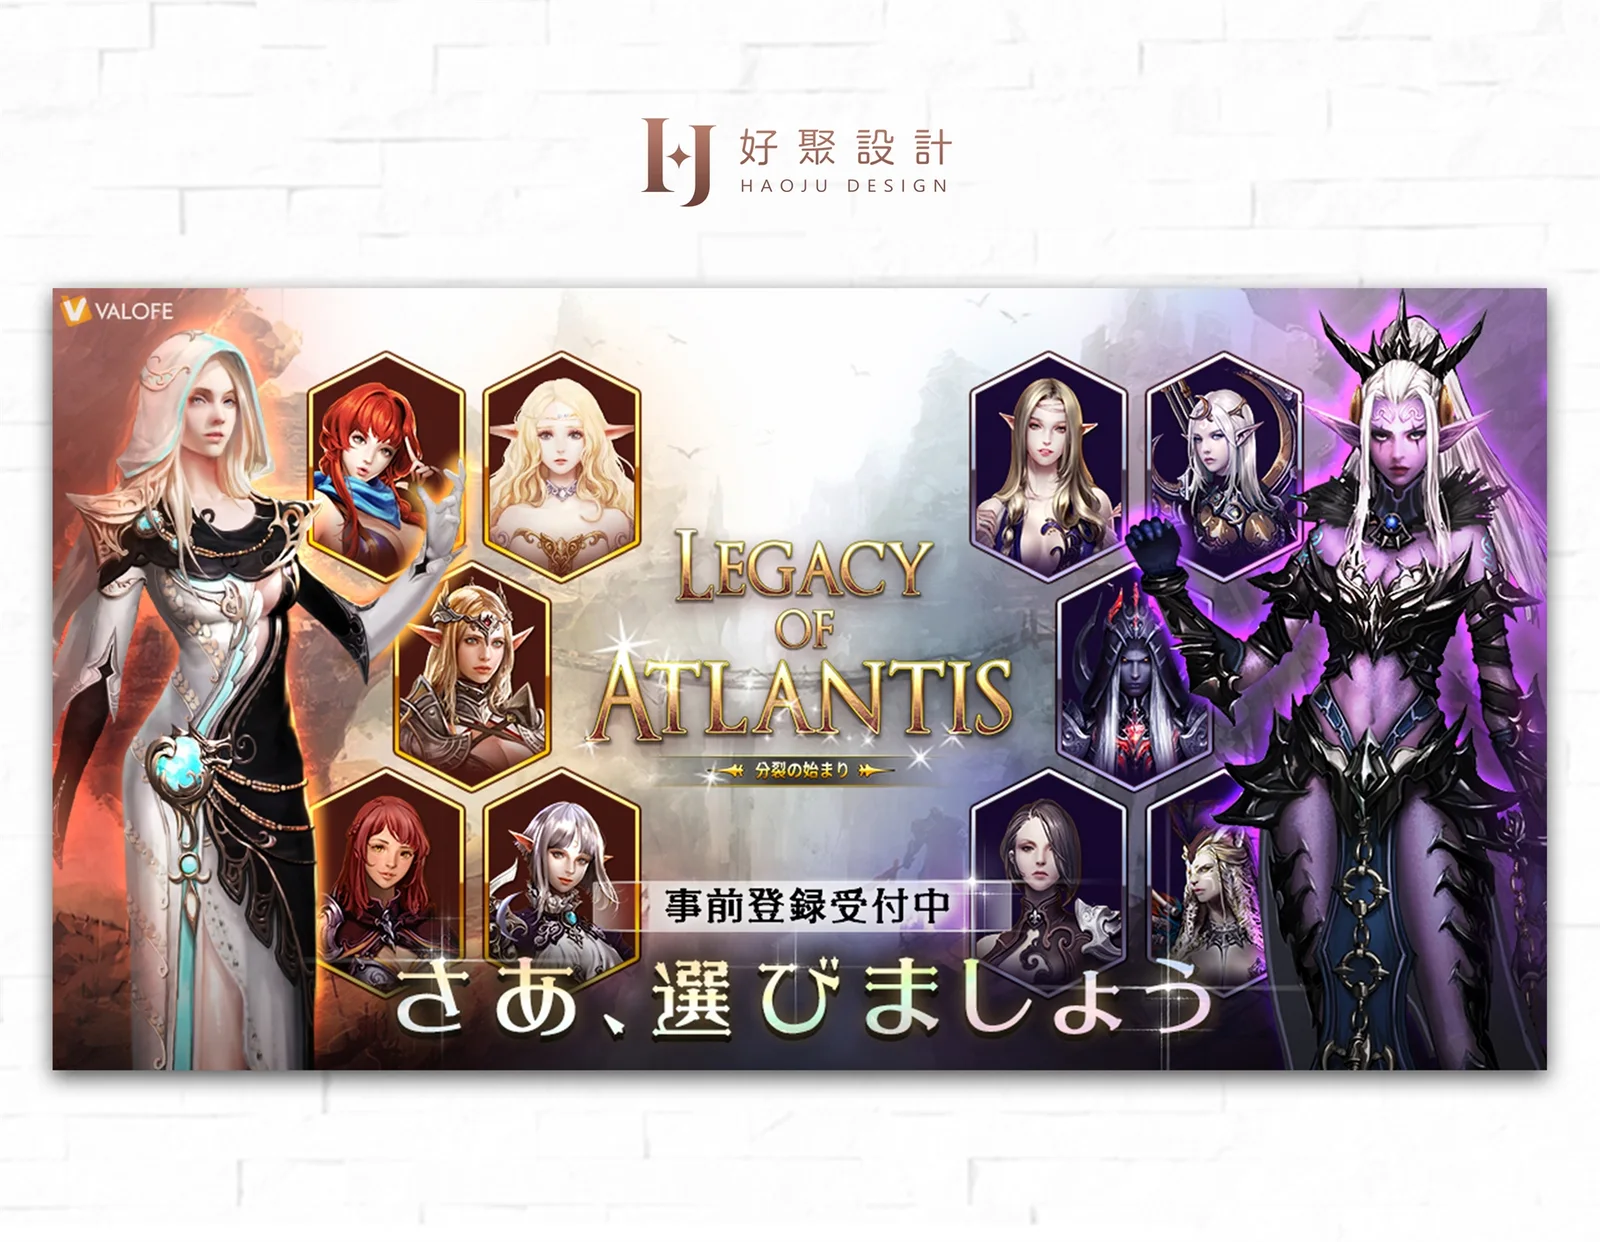 好聚設計
HAOJU DESIGN
VALOFE
LEGACY
OF
ATLANTIS
分裂の始まり
事前登録受付中
さあ、選びましょう